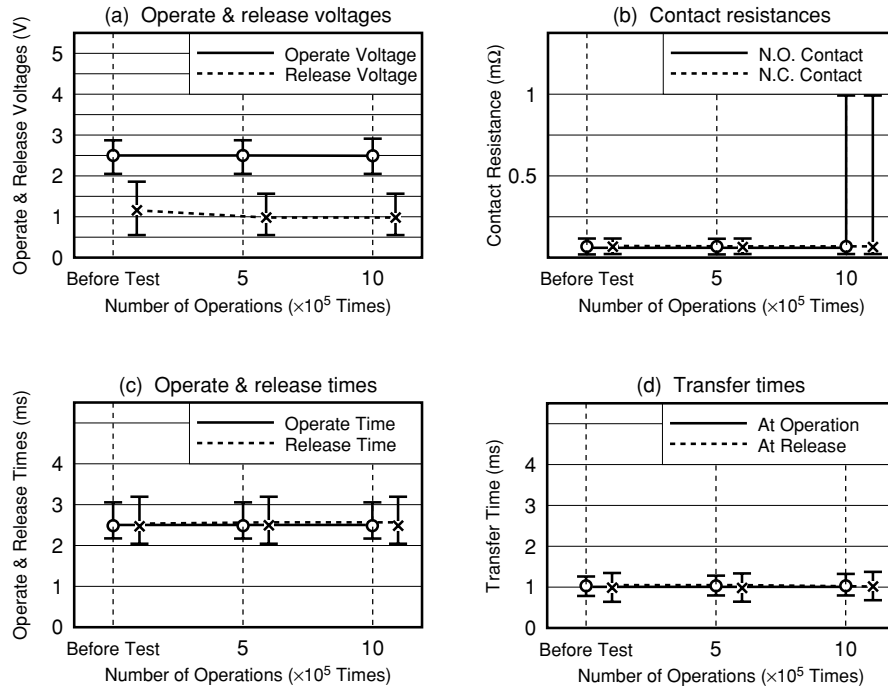 (a) Operate & release voltages
Operate & Release Voltages (V)
5
4
3
2
1
0
Operate Voltage
Release Voltage
Before Test
5
10
Number of Operations (×10⁵ Times)
(b) Contact resistances
Contact Resistance (mΩ)
1
0.5
N.O. Contact
N.C. Contact
Before Test
5
10
Number of Operations (×10⁵ Times)
(c) Operate & release times
Operate & Release Times (ms)
4
3
2
1
0
Operate Time
Release Time
Before Test
5
10
Number of Operations (×10⁵ Times)
(d) Transfer times
Transfer Time (ms)
4
3
2
1
0
At Operation
At Release
Before Test
5
10
Number of Operations (×10⁵ Times)